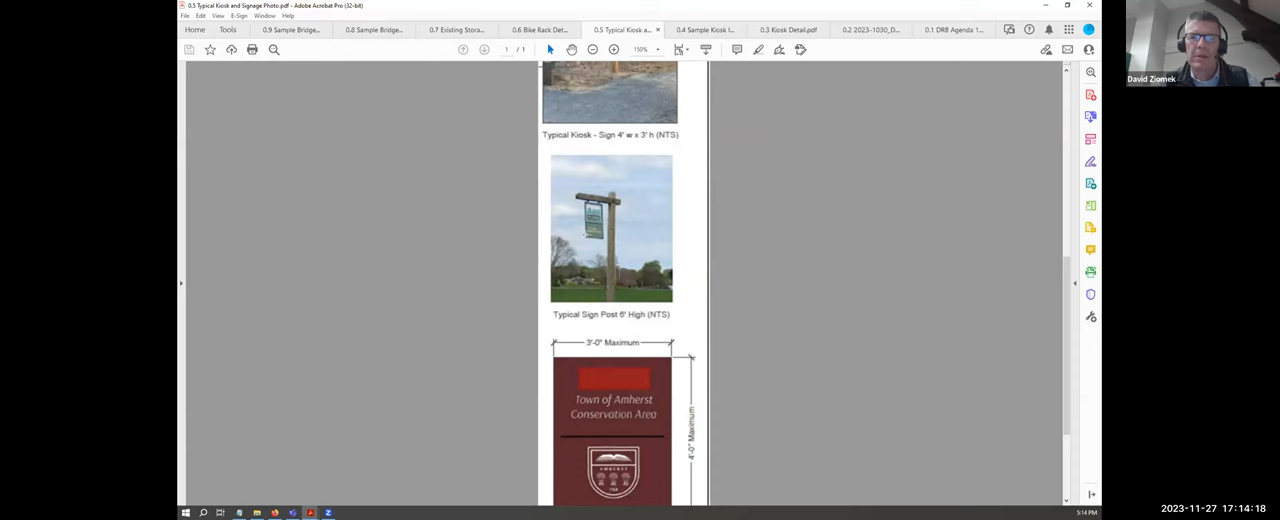 0.5 Typical Kiosk and Signage Photo.pdf - Adobe Acrobat Pro (32-bit)
File Edit View E-Sign Window Help
Home Tools 0.9 Sample Bridge... 0.8 Sample Bridge... 0.7 Existing Stora... 0.6 Bike Rack Det... 0.5 Typical Kiosk a... × 0.4 Sample Kiosk I... 0.3 Kiosk Detail.pdf 0.2 2023-1030_D... 0.1 DRB Agenda 1...
1 / 1 150%
David Ziomek
Typical Kiosk - Sign 4' w x 3' h (NTS)
Typical Sign Post 6' High (NTS)
3'-0" Maximum
Town of Amherst
Conservation Area
4'-0" Maximum
AMHERST
5:14 PM
2023-11-27 17:14:18